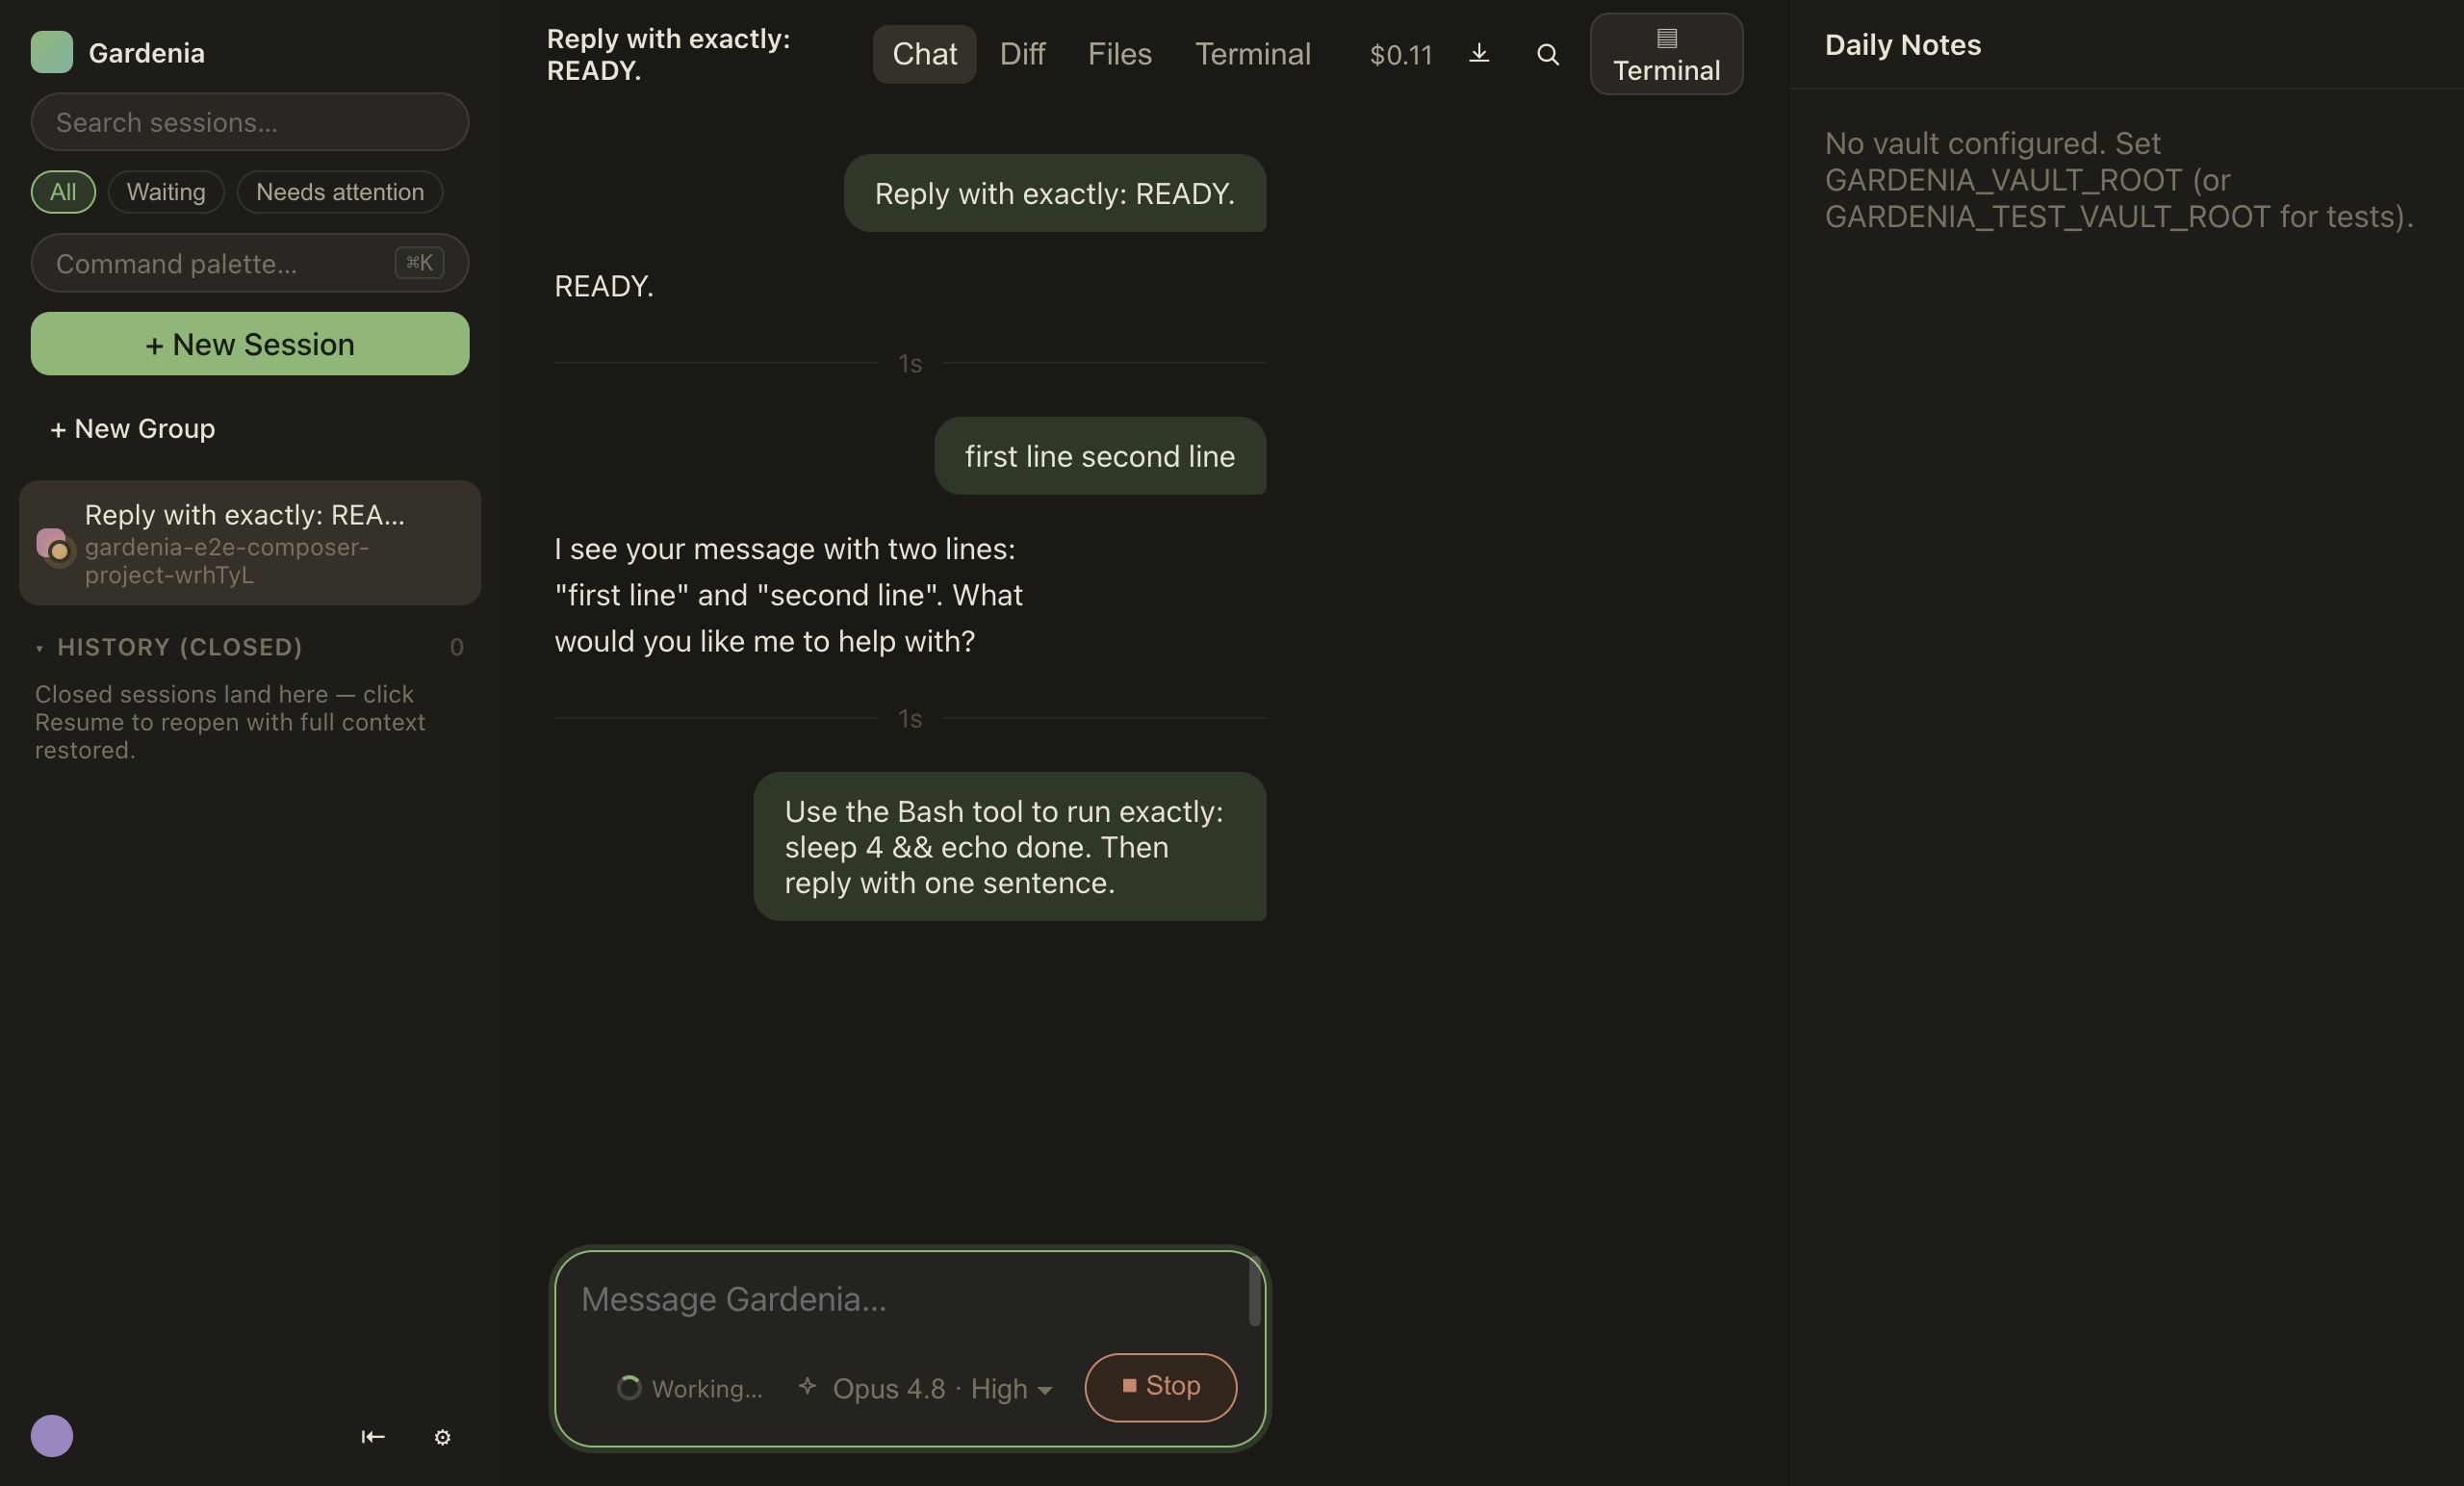 Gardenia
Search sessions...
All
Waiting
Needs attention
Command palette...
⌘K
+ New Session
+ New Group
Reply with exactly: REA...
gardenia-e2e-composer-
project-wrhTyL
HISTORY (CLOSED)
0
Closed sessions land here — click
Resume to reopen with full context
restored.
Reply with exactly:
READY.
Chat
Diff
Files
Terminal
$0.11
Terminal
Reply with exactly: READY.
READY.
1s
first line second line
I see your message with two lines:
"first line" and "second line". What
would you like me to help with?
1s
Use the Bash tool to run exactly:
sleep 4 && echo done. Then
reply with one sentence.
Message Gardenia...
Working...
Opus 4.8 · High
Stop
Daily Notes
No vault configured. Set
GARDENIA_VAULT_ROOT (or
GARDENIA_TEST_VAULT_ROOT for tests).